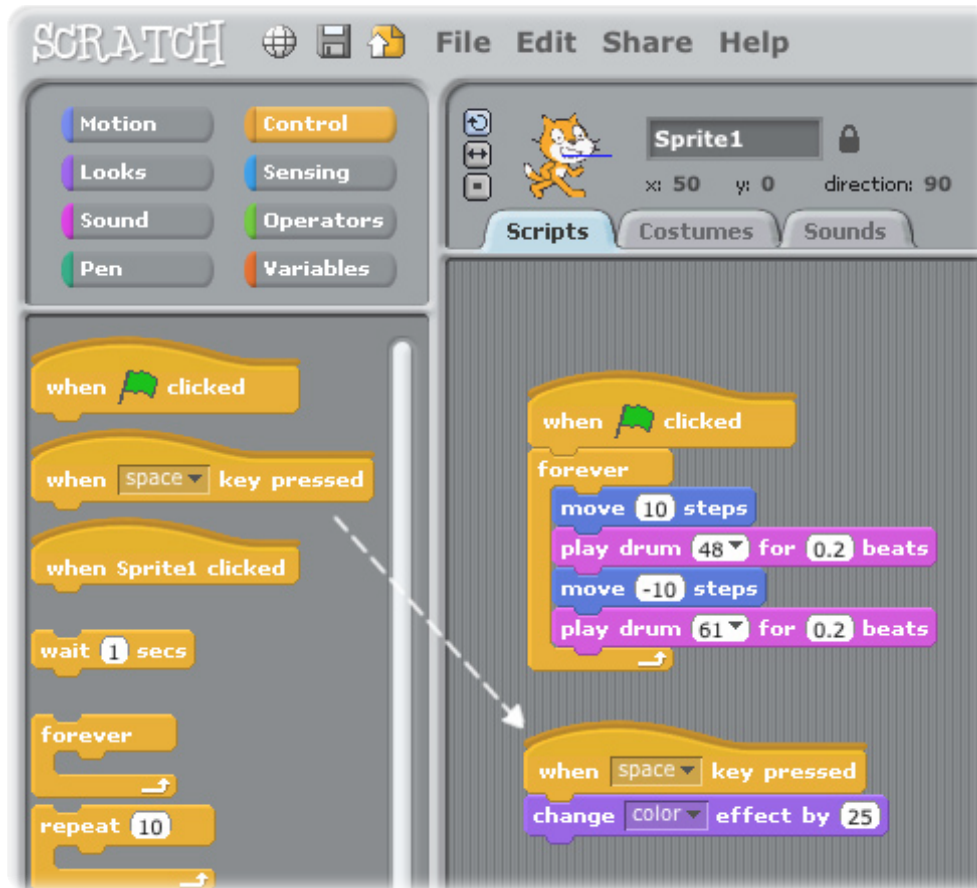 SCRATCH File Edit Share Help
Motion Control
Looks Sensing
Sound Operators
Pen Variables
Sprite1
x: 50 y: 0 direction: 90
Scripts Costumes Sounds
when clicked
when space key pressed
when Sprite1 clicked
wait 1 secs
forever
repeat 10
when clicked
forever
move 10 steps
play drum 48 for 0.2 beats
move -10 steps
play drum 61 for 0.2 beats
when space key pressed
change color effect by 25